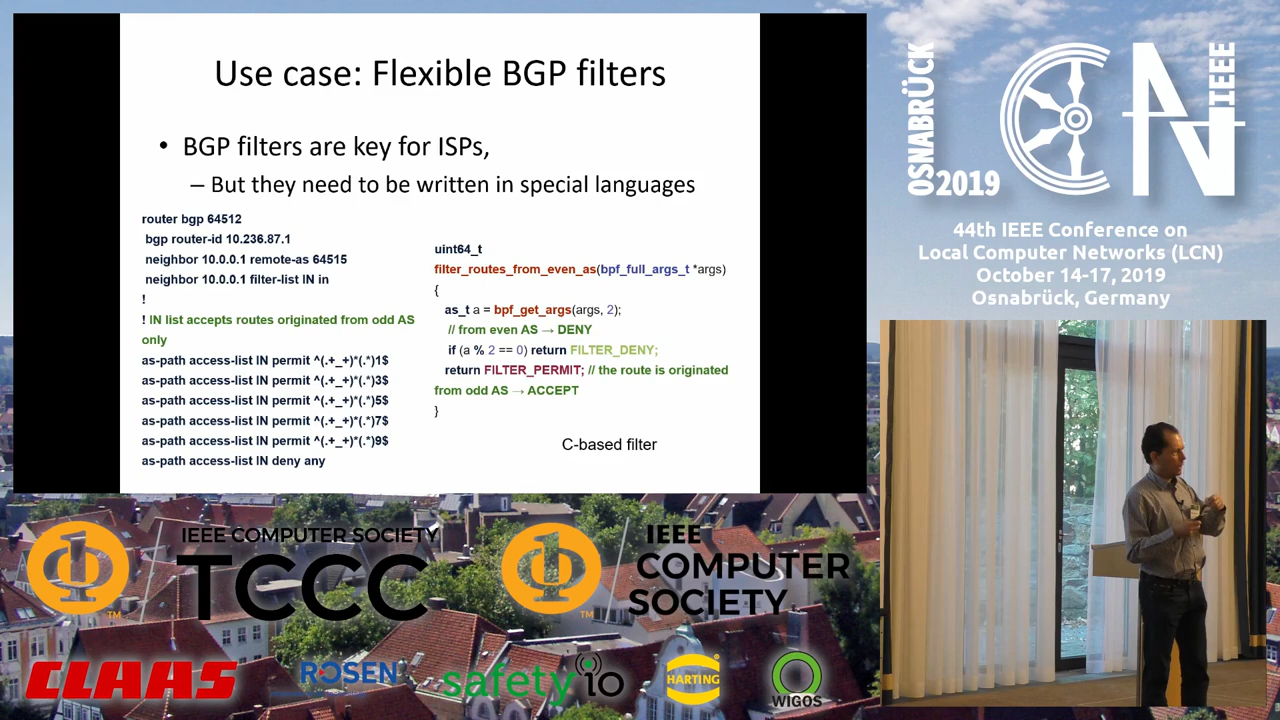 Use case: Flexible BGP filters
• BGP filters are key for ISPs,
– But they need to be written in special languages
router bgp 64512
bgp router-id 10.236.87.1
neighbor 10.0.0.1 remote-as 64515
neighbor 10.0.0.1 filter-list IN in
!
! IN list accepts routes originated from odd AS
only
as-path access-list IN permit ^(.+_+)*(.*)1$
as-path access-list IN permit ^(.+_+)*(.*)3$
as-path access-list IN permit ^(.+_+)*(.*)5$
as-path access-list IN permit ^(.+_+)*(.*)7$
as-path access-list IN permit ^(.+_+)*(.*)9$
as-path access-list IN deny any
uint64_t
filter_routes_from_even_as(bpf_full_args_t *args)
{
as_t a = bpf_get_args(args, 2);
// from even AS → DENY
if (a % 2 == 0) return FILTER_DENY;
return FILTER_PERMIT; // the route is originated
from odd AS → ACCEPT
}
C-based filter
OSNABRÜCK
2019
LCN
IEEE
44th IEEE Conference on
Local Computer Networks (LCN)
October 14-17, 2019
Osnabrück, Germany
IEEE COMPUTER SOCIETY
TCCC
TM
IEEE
COMPUTER
SOCIETY
TM
CLAAS
ROSEN
safety io
HARTING
WIGOS